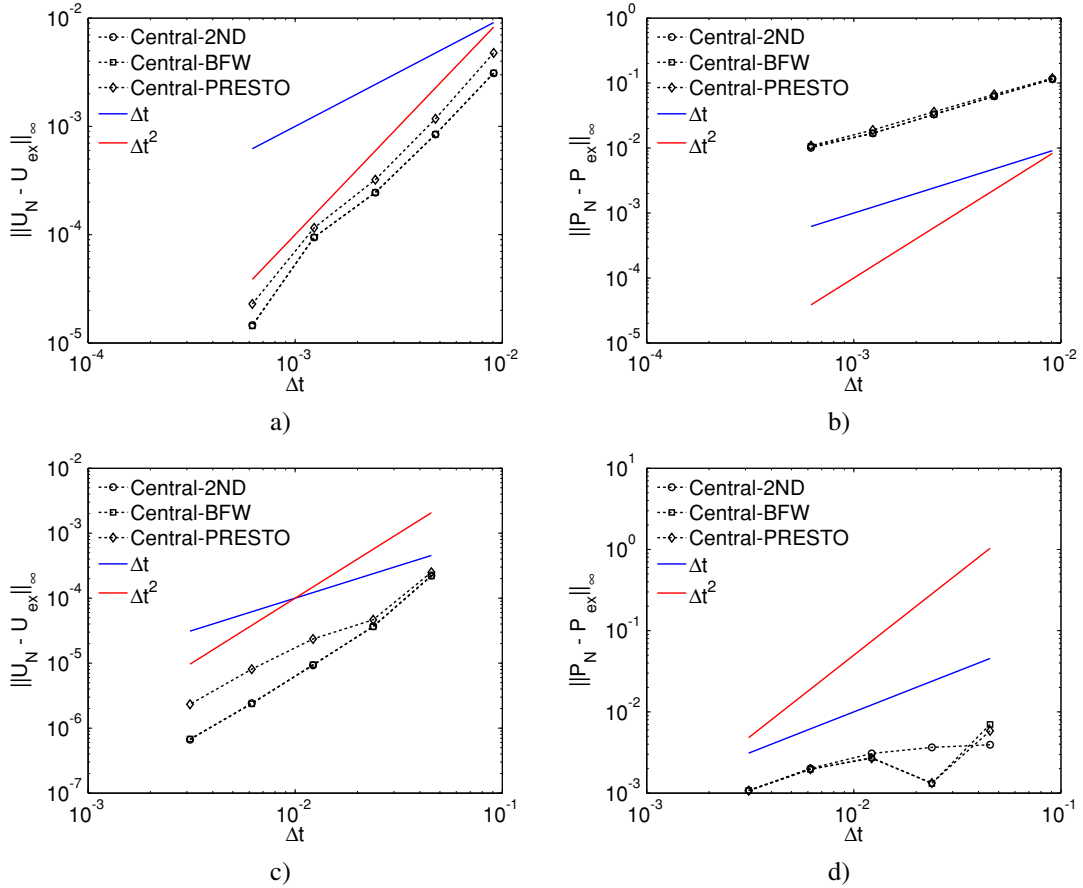 10^-2
10^-3
10^-4
10^-5
10^-4
10^-3
10^-2
||U_N - U_ex||_∞
Δt
Central-2ND
Central-BFW
Central-PRESTO
Δt
Δt^2
a)
10^0
10^-1
10^-2
10^-3
10^-4
10^-5
10^-4
10^-3
10^-2
||P_N - P_ex||_∞
Δt
Central-2ND
Central-BFW
Central-PRESTO
Δt
Δt^2
b)
10^-2
10^-3
10^-4
10^-5
10^-6
10^-7
10^-3
10^-2
10^-1
||U_N - U_ex||_∞
Δt
Central-2ND
Central-BFW
Central-PRESTO
Δt
Δt^2
c)
10^1
10^0
10^-1
10^-2
10^-3
10^-3
10^-2
10^-1
||P_N - P_ex||_∞
Δt
Central-2ND
Central-BFW
Central-PRESTO
Δt
Δt^2
d)